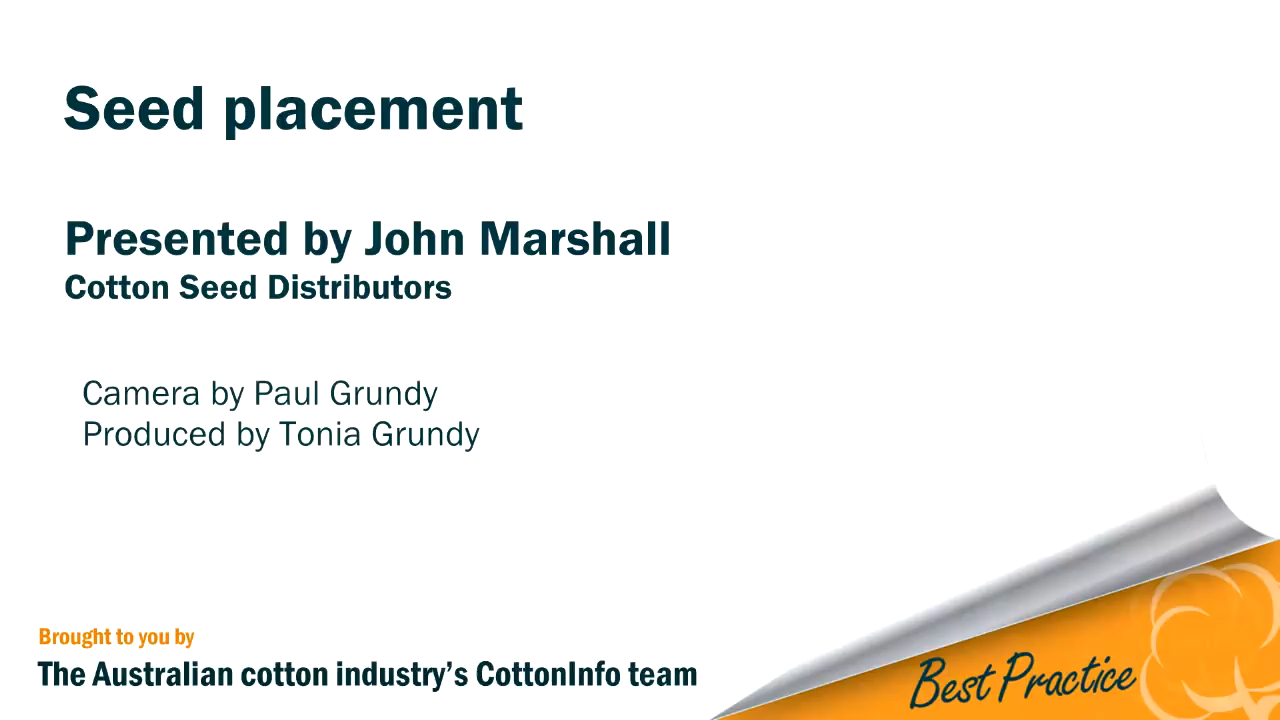 Seed placement
Presented by John Marshall
Cotton Seed Distributors
Camera by Paul Grundy
Produced by Tonia Grundy
Brought to you by
The Australian cotton industry’s CottonInfo team
Best Practice